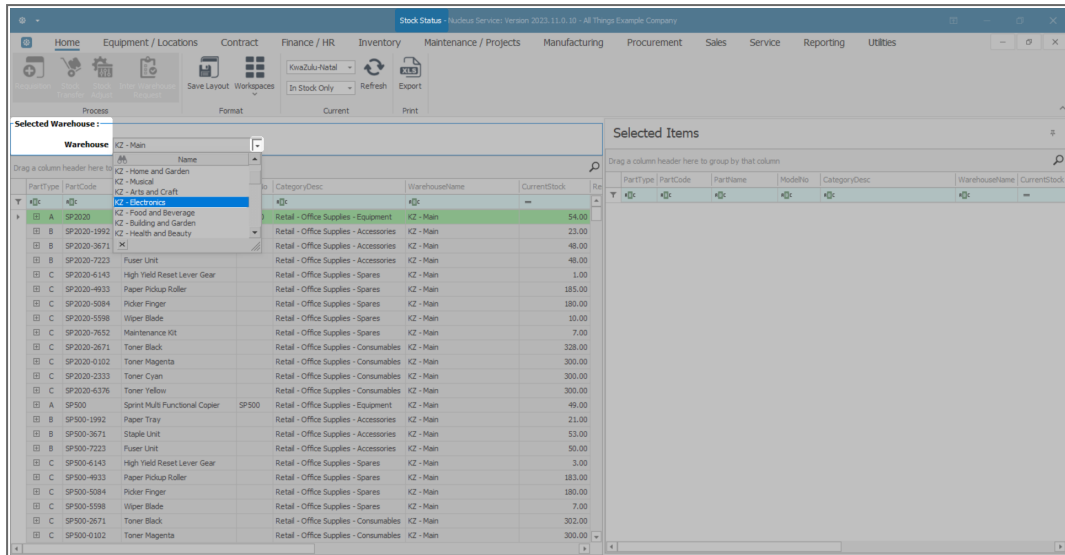 Stock Status - Nucleus Service: Version 2023.11.0.10 - All Things Example Company
Home Equipment / Locations Contract Finance / HR Inventory Maintenance / Projects Manufacturing Procurement Sales Service Reporting Utilities
KwaZulu-Natal
In Stock Only
Save Layout Workspaces Refresh Export
Process Format Current Print
Selected Warehouse :
Warehouse KZ - Main
Name
KZ - Home and Garden
KZ - Musical
KZ - Arts and Craft
KZ - Electronics
KZ - Food and Beverage
KZ - Building and Garden
KZ - Health and Beauty
Drag a column header here to
PartType PartCode CategoryDesc WarehouseName CurrentStock Re
A SP2020 Retail - Office Supplies - Equipment KZ - Main 54.00
B SP2020-1992 Retail - Office Supplies - Accessories KZ - Main 23.00
B SP2020-3671 Retail - Office Supplies - Accessories KZ - Main 48.00
B SP2020-7223 Fuser Unit Retail - Office Supplies - Accessories KZ - Main 48.00
C SP2020-6143 High Yield Reset Lever Gear Retail - Office Supplies - Spares KZ - Main 1.00
C SP2020-4933 Paper Pickup Roller Retail - Office Supplies - Spares KZ - Main 185.00
C SP2020-5084 Picker Finger Retail - Office Supplies - Spares KZ - Main 180.00
C SP2020-5598 Wiper Blade Retail - Office Supplies - Spares KZ - Main 10.00
C SP2020-7652 Maintenance Kit Retail - Office Supplies - Spares KZ - Main 7.00
C SP2020-2671 Toner Black Retail - Office Supplies - Consumables KZ - Main 328.00
C SP2020-0102 Toner Magenta Retail - Office Supplies - Consumables KZ - Main 300.00
C SP2020-2333 Toner Cyan Retail - Office Supplies - Consumables KZ - Main 300.00
C SP2020-6376 Toner Yellow Retail - Office Supplies - Consumables KZ - Main 300.00
A SP500 Sprint Multi Functional Copier SP500 Retail - Office Supplies - Equipment KZ - Main 49.00
B SP500-1992 Paper Tray Retail - Office Supplies - Accessories KZ - Main 21.00
B SP500-3671 Staple Unit Retail - Office Supplies - Accessories KZ - Main 53.00
B SP500-7223 Fuser Unit Retail - Office Supplies - Accessories KZ - Main 50.00
C SP500-6143 High Yield Reset Lever Gear Retail - Office Supplies - Spares KZ - Main 3.00
C SP500-4933 Paper Pickup Roller Retail - Office Supplies - Spares KZ - Main 183.00
C SP500-5084 Picker Finger Retail - Office Supplies - Spares KZ - Main 180.00
C SP500-5598 Wiper Blade Retail - Office Supplies - Spares KZ - Main 7.00
C SP500-2671 Toner Black Retail - Office Supplies - Consumables KZ - Main 302.00
C SP500-0102 Toner Magenta Retail - Office Supplies - Consumables KZ - Main 300.00
Selected Items
Drag a column header here to group by that column
PartType PartCode PartName ModelNo CategoryDesc WarehouseName CurrentStock